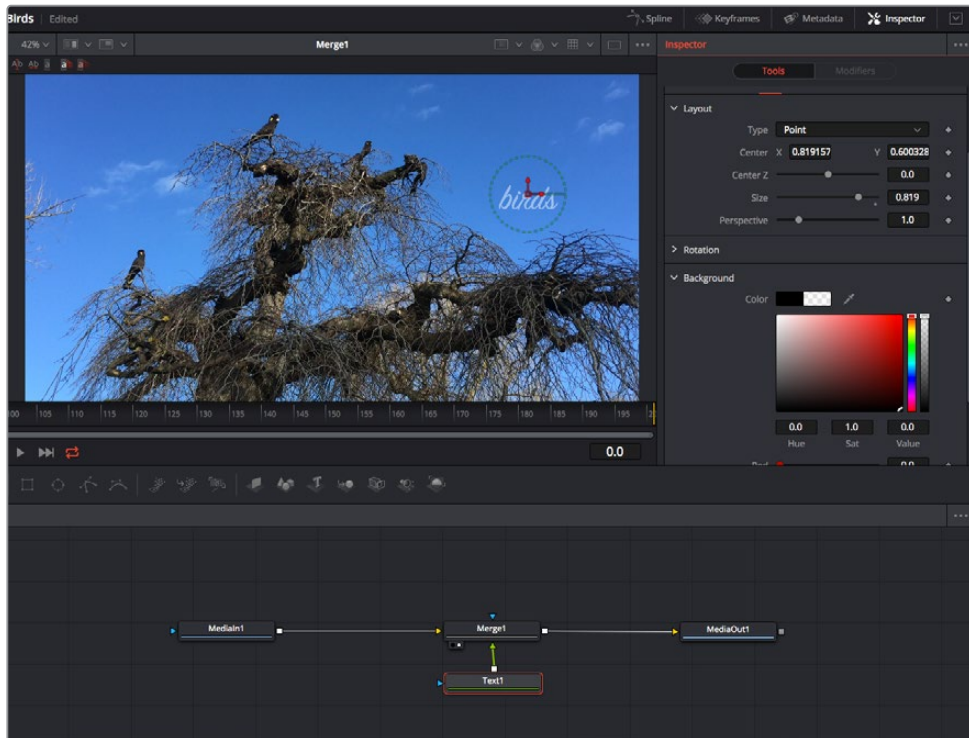 Birds Edited Spline Keyframes Metadata Inspector
42% Merge1 Inspector
Tools Modifiers
Layout
Type Point
Center X 0.819157 Y 0.600328
Center Z 0.0
Size 0.819
Perspective 1.0
Rotation
Background
Color
birds
100 105 110 115 120 125 130 135 140 145 150 155 160 165 170 175 180 185 190 195
0.0 1.0 0.0
Hue Sat Value
0.0
MediaIn1 Merge1 MediaOut1
Text1